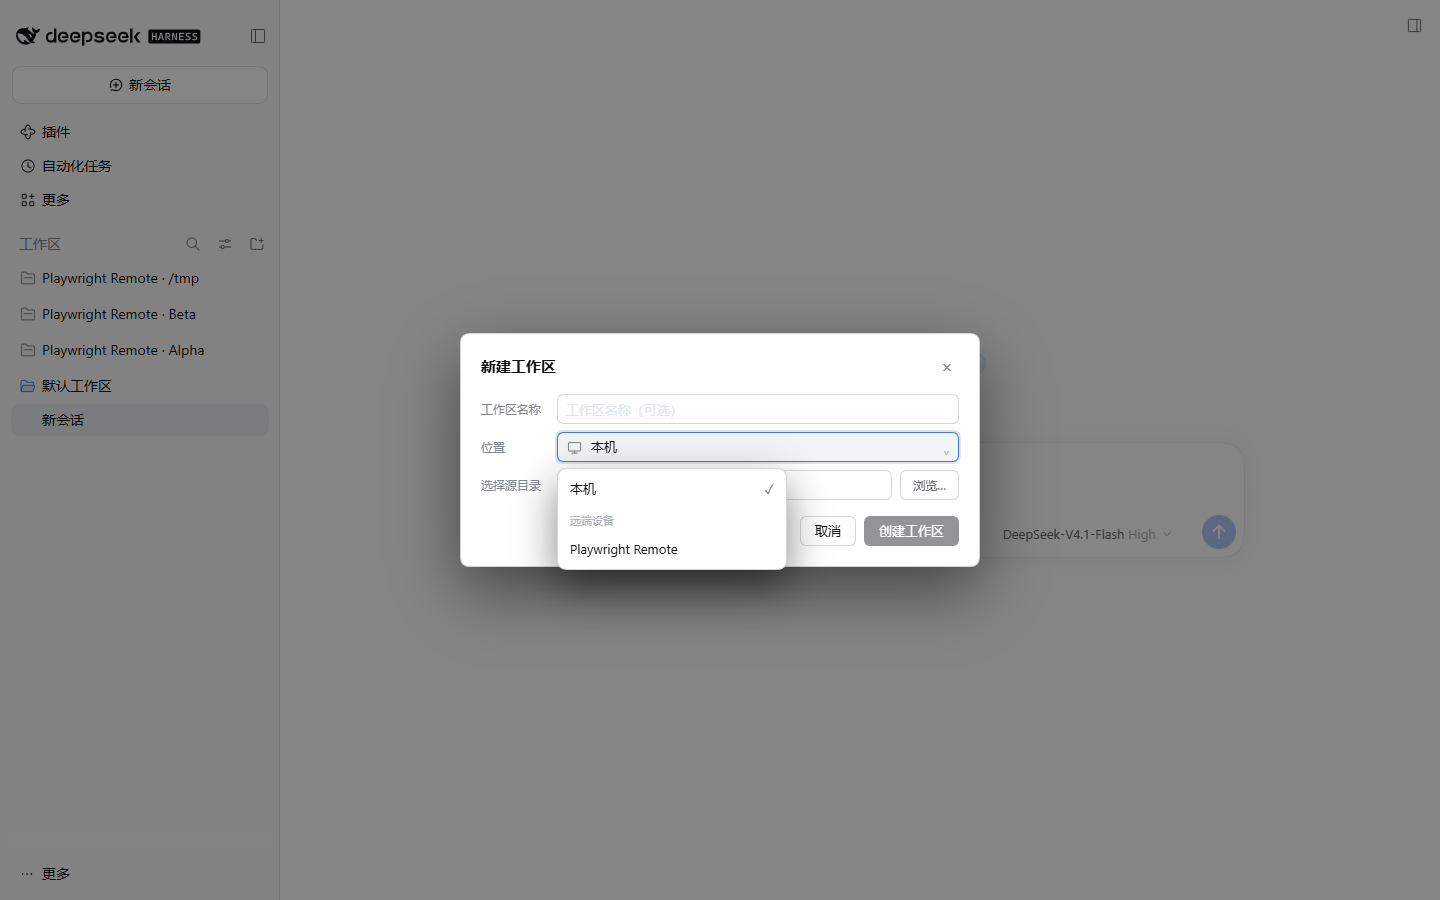 deepseek HARNESS
新会话
插件
自动化任务
更多
工作区
Playwright Remote · /tmp
Playwright Remote · Beta
Playwright Remote · Alpha
默认工作区
新会话
更多
新建工作区
工作区名称
工作区名称（可选）
位置
本机
选择源目录
浏览...
本机
远端设备
Playwright Remote
取消
创建工作区
DeepSeek-V4.1-Flash High